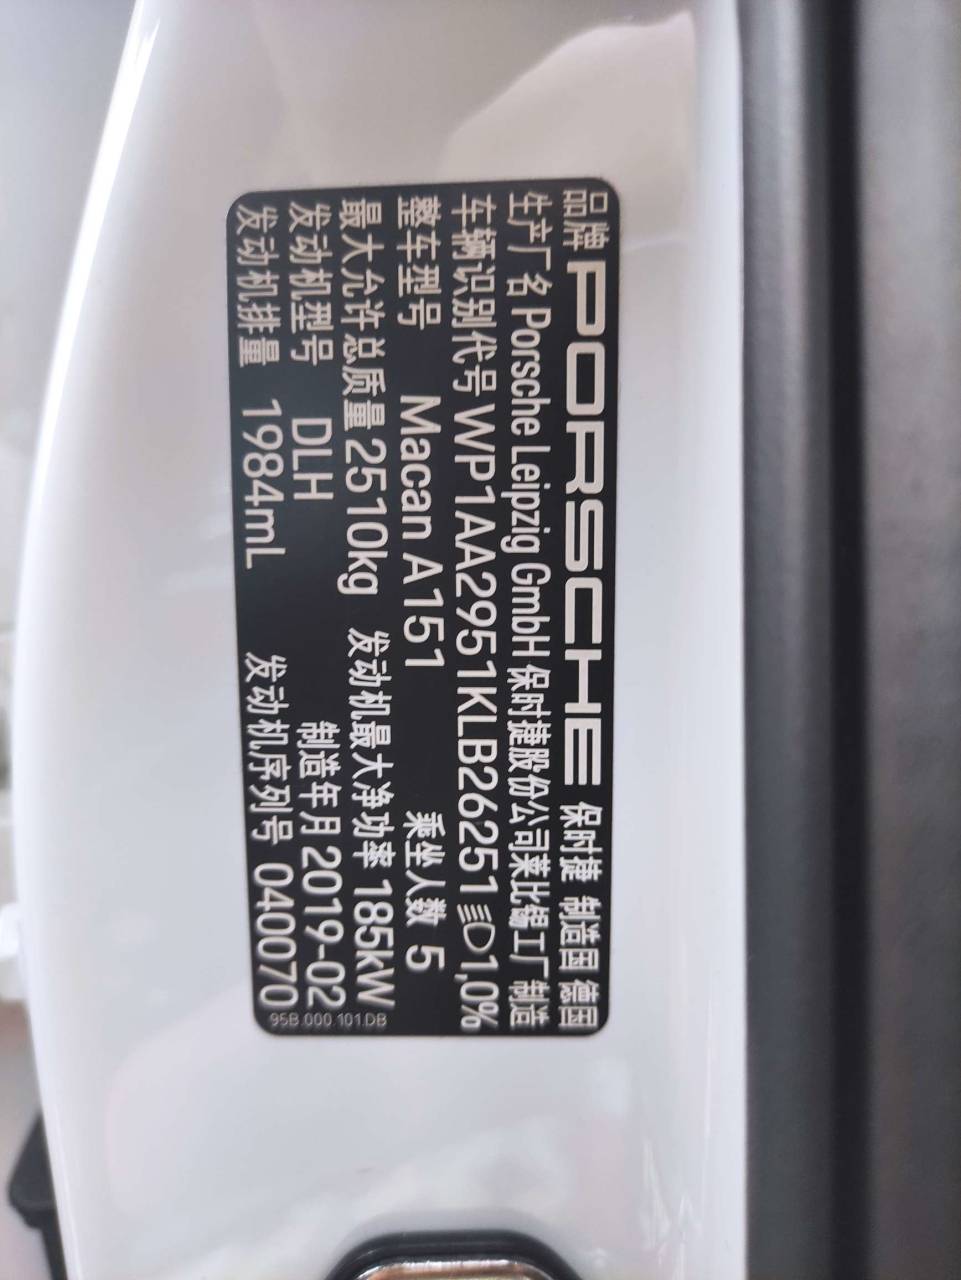 品牌 PORSCHE 保时捷 制造国 德国
生产厂名 Porsche Leipzig GmbH 保时捷股份公司莱比锡工厂制造
车辆识别代号 WP1AA2951KLB26251 1,0%
整车型号 Macan A151 乘坐人数 5
最大允许总质量 2510kg 发动机最大净功率 185kW
发动机型号 DLH 制造年月 2019-02
发动机排量 1984mL 发动机序列号 040070
95B.000.101.DB